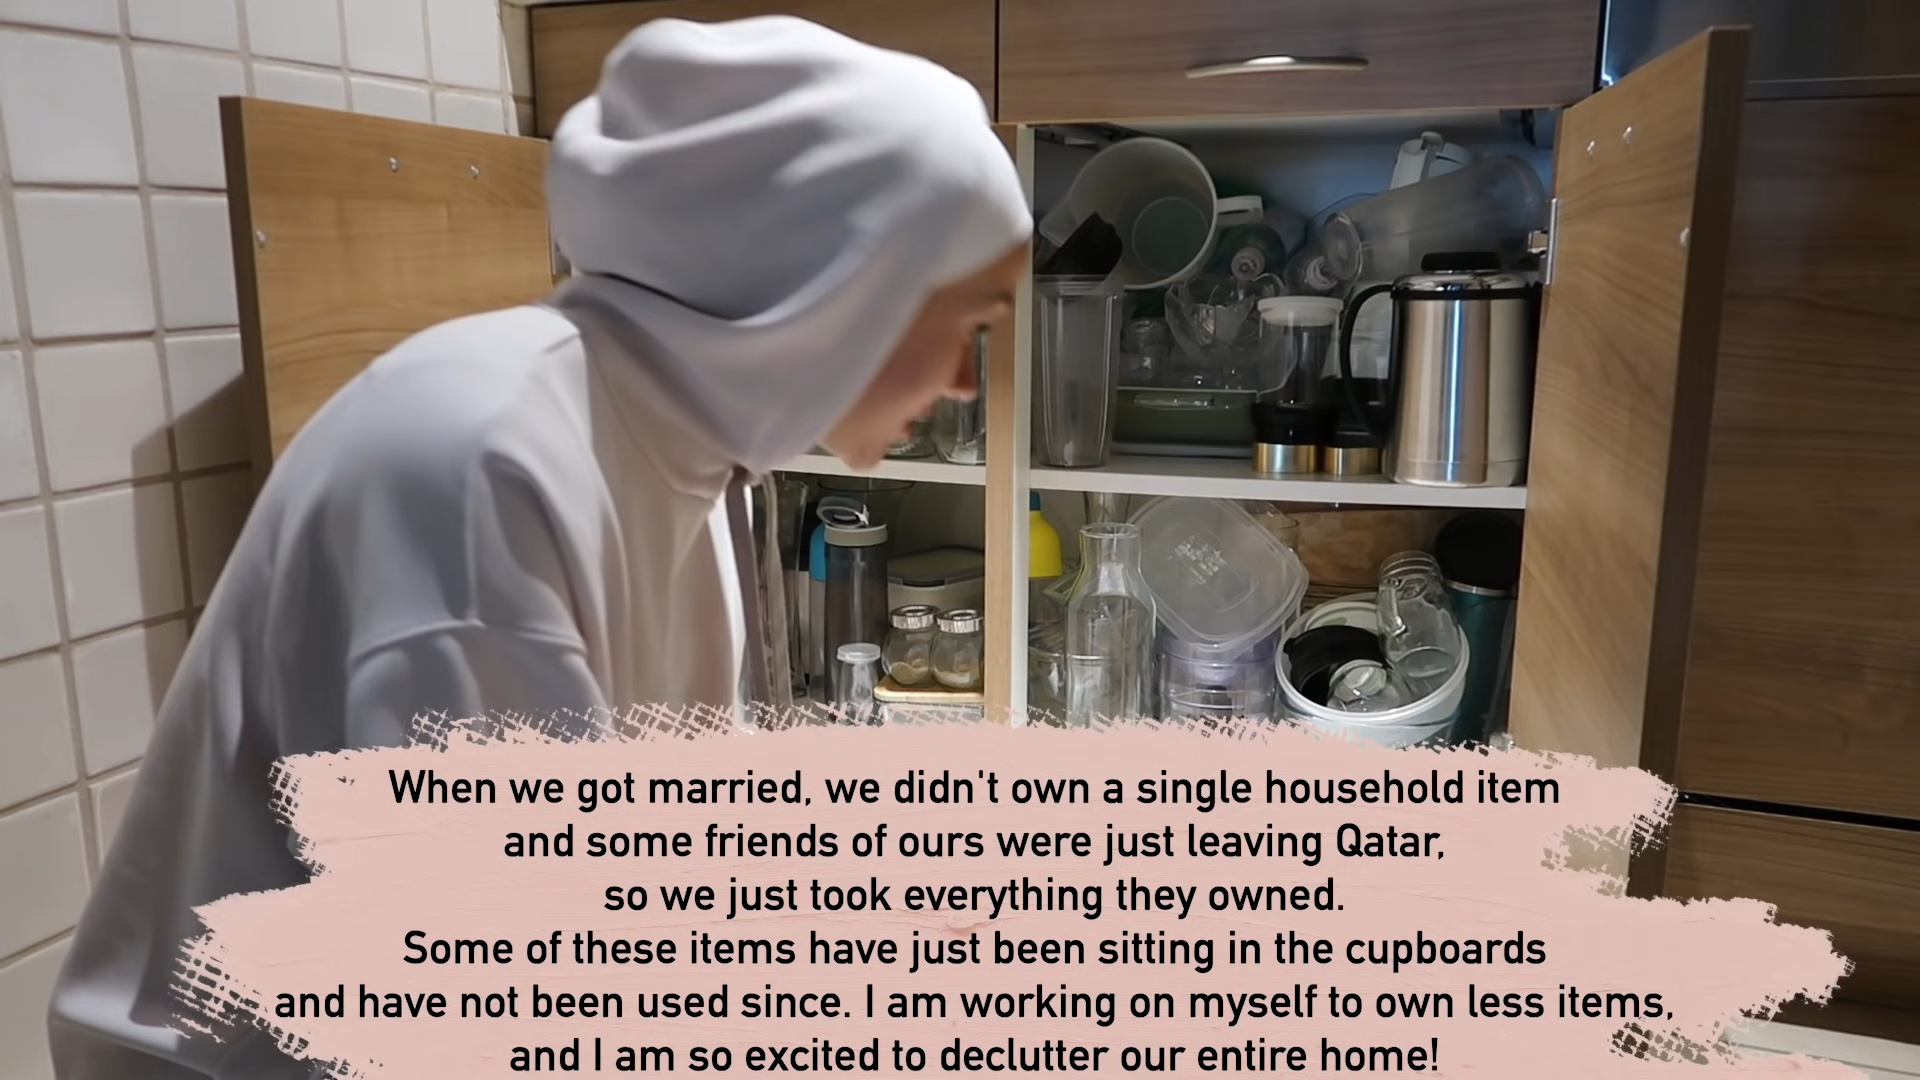 When we got married, we didn't own a single household item
and some friends of ours were just leaving Qatar,
so we just took everything they owned.
Some of these items have just been sitting in the cupboards
and have not been used since. I am working on myself to own less items,
and I am so excited to declutter our entire home!